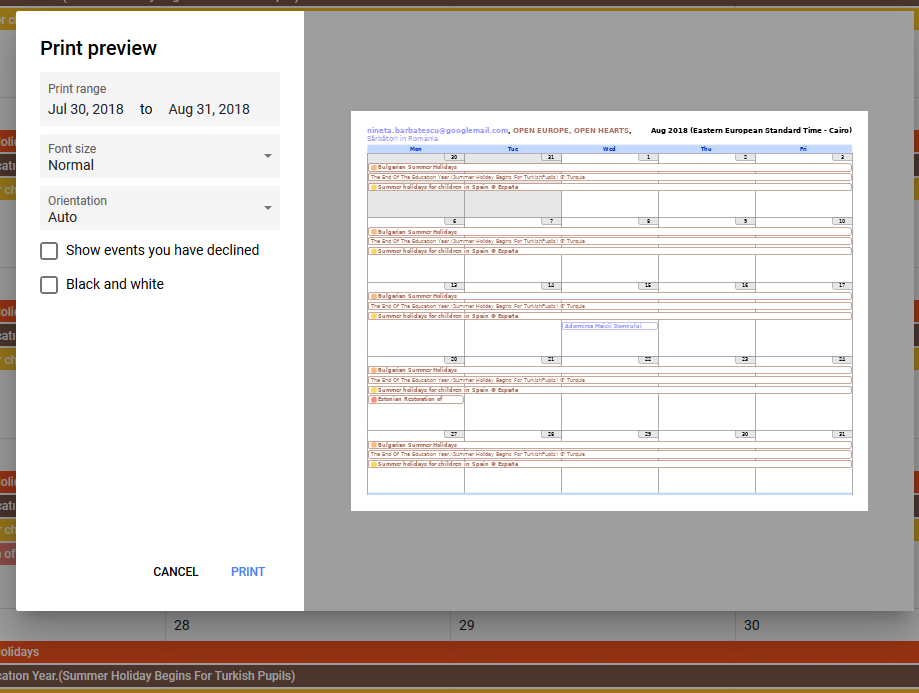 Print preview
Print range
Jul 30, 2018 to Aug 31, 2018
Font size
Normal
Orientation
Auto
Show events you have declined
Black and white
CANCEL PRINT
nineta.barbatescu@googlemail.com, OPEN EUROPE, OPEN HEARTS, Aug 2018 (Eastern European Standard Time - Cairo)
Sărbători în România
Mon Tue Wed Thu Fri
30 31 1 2 3
Bulgarian Summer Holidays
The End Of The Education Year.(Summer Holiday Begins For TurkishPupils) @ Turquía
Summer holidays for children in Spain @ España
6 7 8 9 10
Bulgarian Summer Holidays
The End Of The Education Year.(Summer Holiday Begins For TurkishPupils) @ Turquía
Summer holidays for children in Spain @ España
13 14 15 16 17
Bulgarian Summer Holidays
The End Of The Education Year.(Summer Holiday Begins For TurkishPupils) @ Turquía
Summer holidays for children in Spain @ España
Adormirea Maicii Domnului
20 21 22 23 24
Bulgarian Summer Holidays
The End Of The Education Year.(Summer Holiday Begins For TurkishPupils) @ Turquía
Summer holidays for children in Spain @ España
Estonian Restoration of
27 28 29 30 31
Bulgarian Summer Holidays
The End Of The Education Year.(Summer Holiday Begins For TurkishPupils) @ Turquía
Summer holidays for children in Spain @ España
28 29 30
olidays
cation Year.(Summer Holiday Begins For Turkish Pupils)